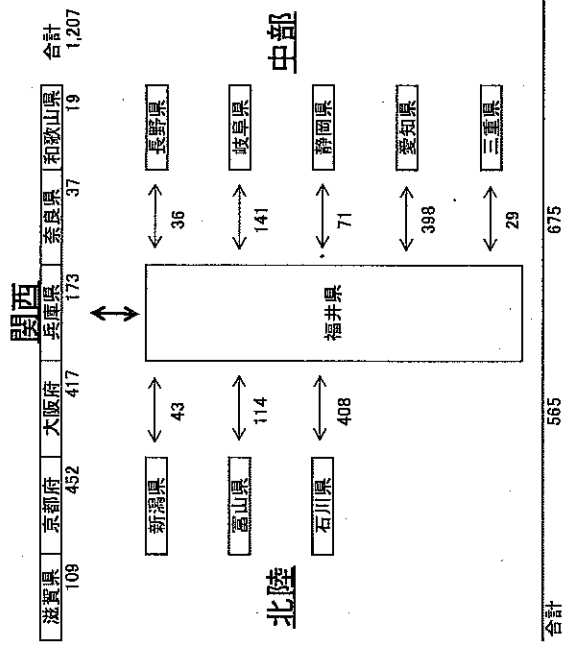 関西
滋賀県 京都府 大阪府 兵庫県 奈良県 和歌山県 合計
109 452 417 173 37 19 1,207
新潟県 43 36 長野県
富山県 114 141 岐阜県
石川県 408 71 静岡県
398 愛知県
29 三重県
福井県
北陸
中部
合計 565 675